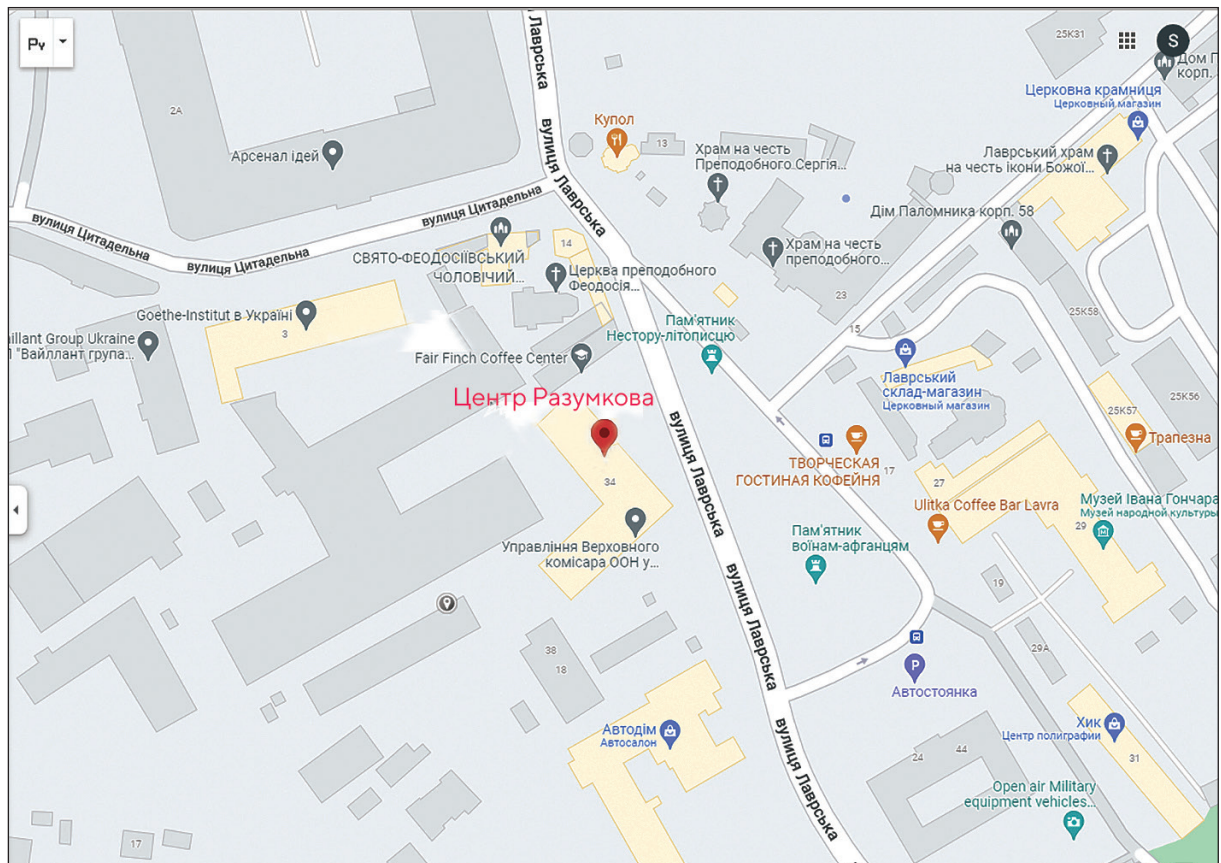 Ру
S
25К31
Дом П
корп.
Церковна крамниця
Церковный магазин
2А
вулиця Лаврська
Купол
13
Арсенал ідей
Храм на честь
Преподобного Сергія...
Лаврський храм
на честь ікони Божої...
вулиця Лаврська
вулиця Цитадельна
вулиця Цитадельна
вулиця Цитадельна
Дім Паломника корп. 58
СВЯТО-ФЕОДОСІЇВСЬКИЙ
ЧОЛОВІЧИЙ...
14
Церква преподобного
Феодосія...
Храм на честь
преподобного...
23
Goethe-Institut в Україні
3
aillant Group Ukraine
П "Вайллант група...
Пам'ятник
Нестору-літописцю
15
25К58
Fair Finch Coffee Center
Лаврський
склад-магазин
Церковный магазин
Центр Разумкова
25К57
25К56
Трапезна
вулиця Лаврська
ТВОРЧЕСКАЯ
ГОСТИНАЯ КОФЕЙНЯ
17
34
27
Ulitka Coffee Bar Lavra
Музей Івана Гончара
Музей народной культуры
29
Управління Верховного
комісара ООН у...
Пам'ятник
воїнам-афганцям
19
вулиця Лаврська
38
18
29А
P
Автостоянка
Автодім
Автосалон
вулиця Лаврська
Хик
Центр полиграфии
24
44
31
Open air Military
equipment vehicles...
17